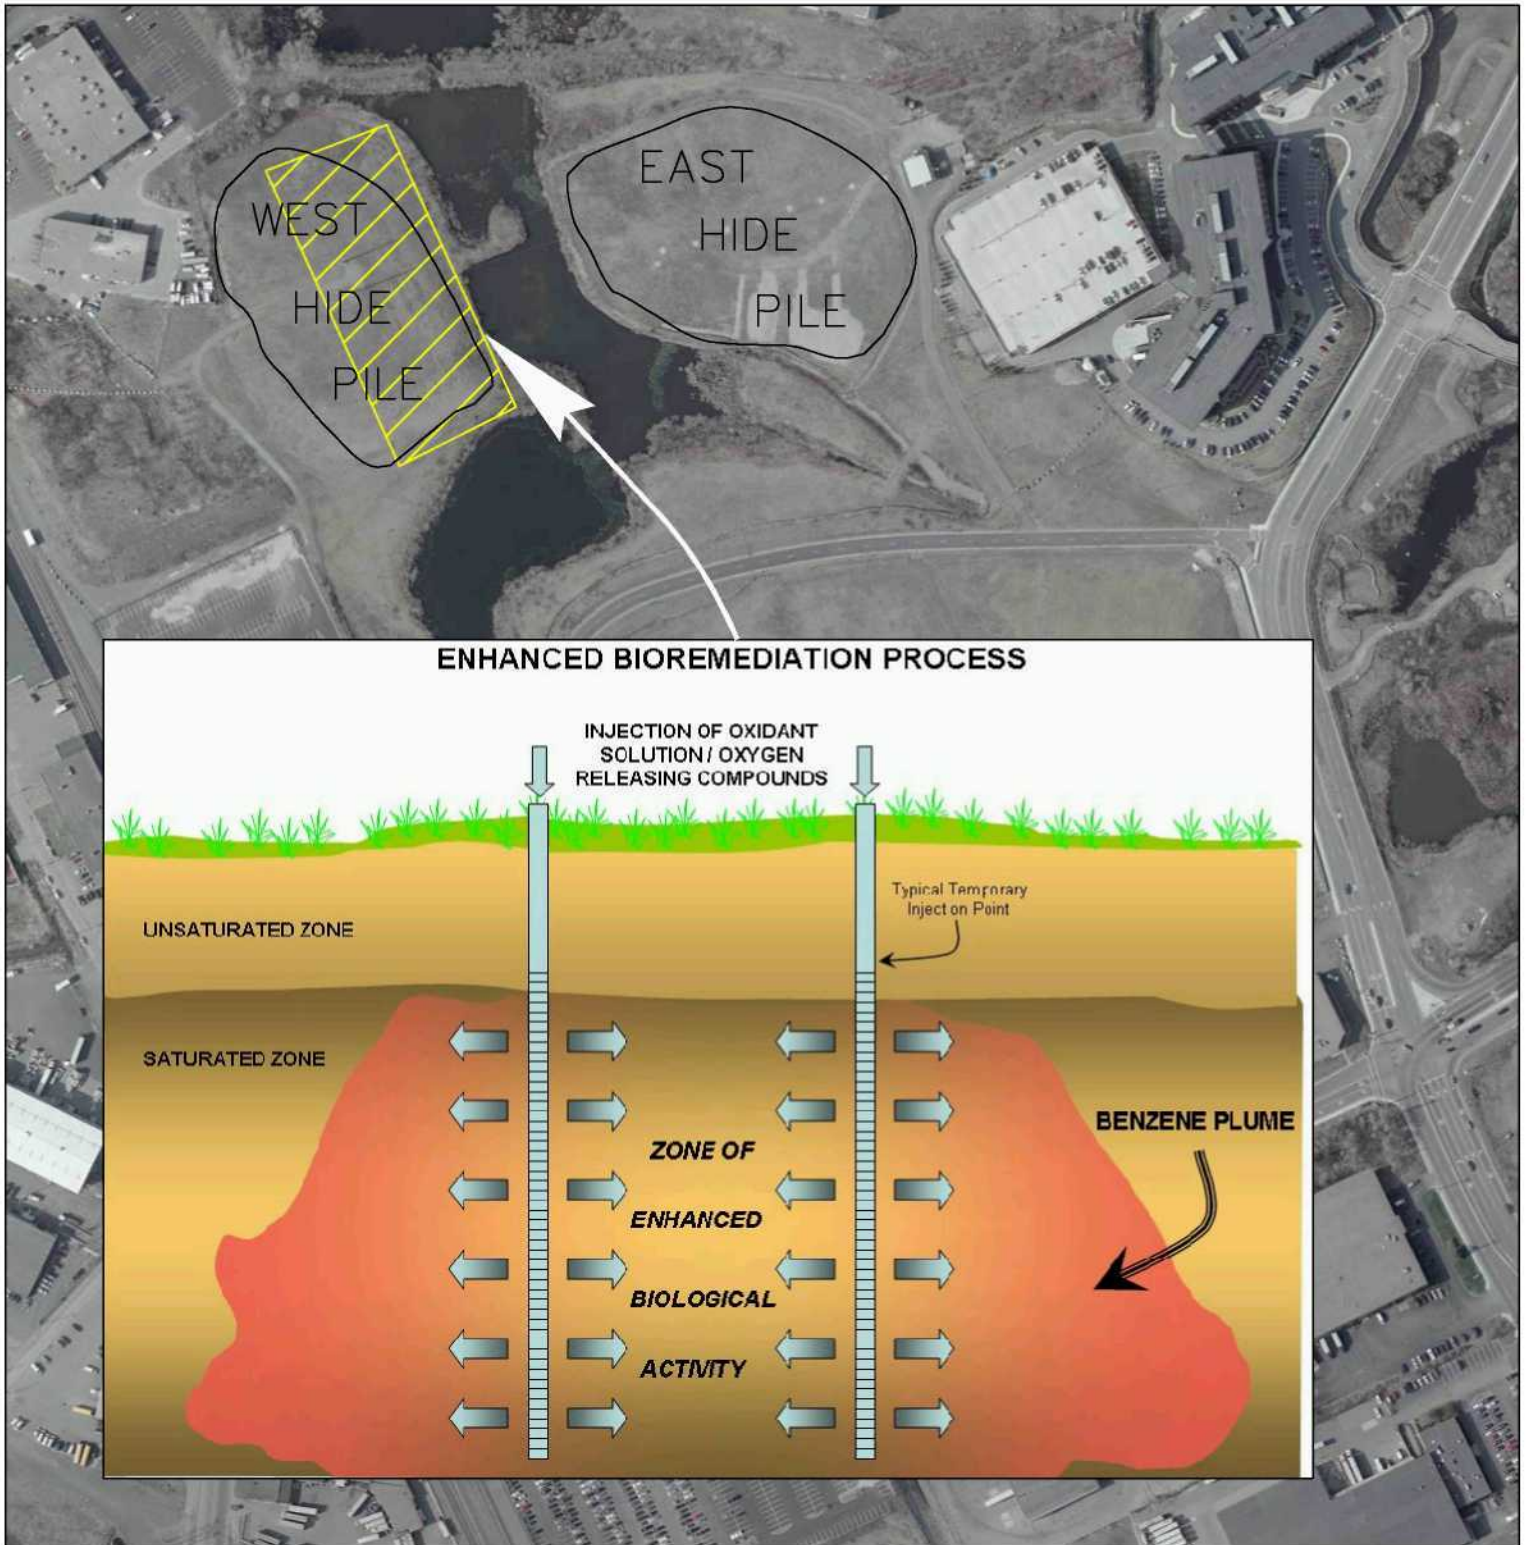 WEST
HIDE
PILE
EAST
HIDE
PILE
ENHANCED BIOREMEDIATION PROCESS
INJECTION OF OXIDANT
SOLUTION / OXYGEN
RELEASING COMPOUNDS
Typical Temporary
Injection Point
UNSATURATED ZONE
SATURATED ZONE
BENZENE PLUME
ZONE OF
ENHANCED
BIOLOGICAL
ACTIVITY